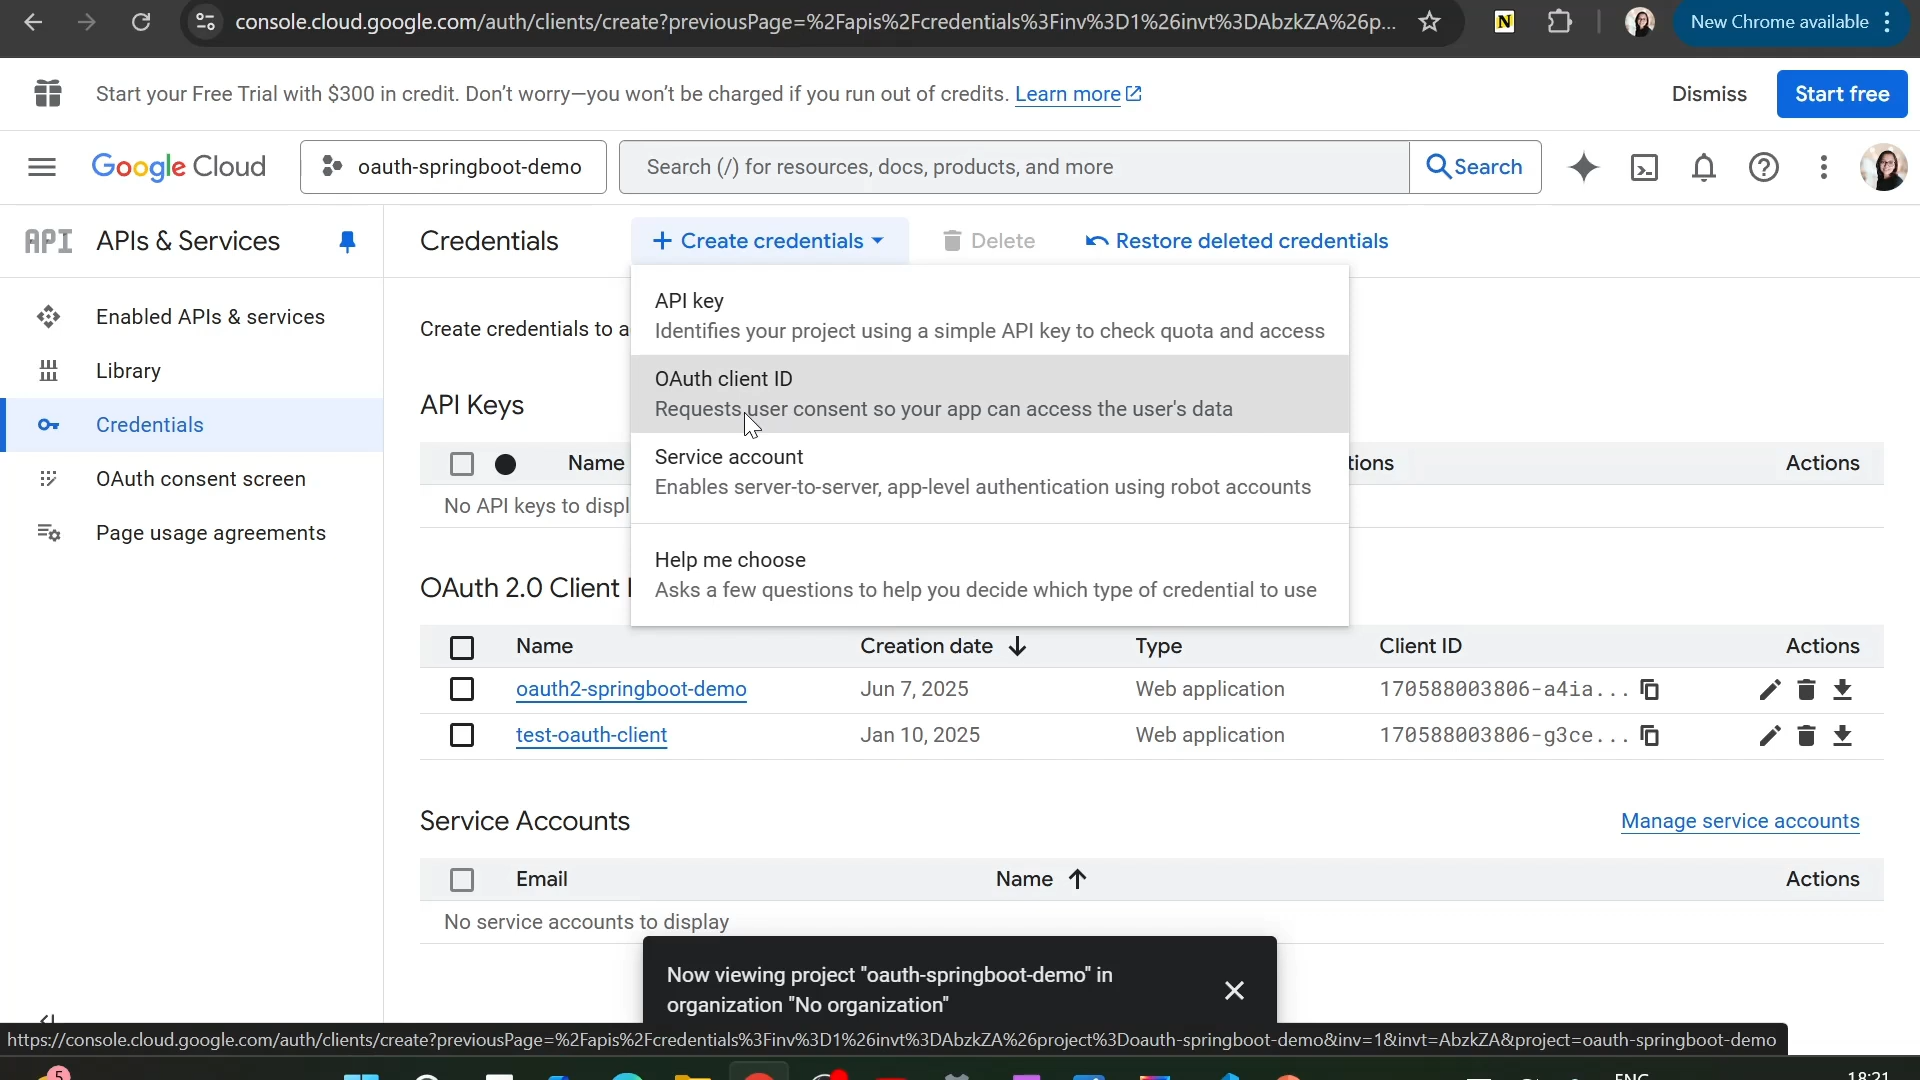 console.cloud.google.com/auth/clients/create?previousPage=%2Fapis%2Fcredentials%3Finv%3D1%26invt%3DAbzkZA%26p...
N
New Chrome available
Start your Free Trial with $300 in credit. Don't worry—you won't be charged if you run out of credits. Learn more
Dismiss
Start free
Google Cloud
oauth-springboot-demo
Search (/) for resources, docs, products, and more
Search
API APIs & Services
Credentials
+ Create credentials
Delete
Restore deleted credentials
Enabled APIs & services
Library
Credentials
OAuth consent screen
Page usage agreements
Create credentials to a
API key
Identifies your project using a simple API key to check quota and access
OAuth client ID
Requests user consent so your app can access the user's data
Service account
Enables server-to-server, app-level authentication using robot accounts
Help me choose
Asks a few questions to help you decide which type of credential to use
API Keys
Name
tions
Actions
No API keys to displ
OAuth 2.0 Client I
Name
Creation date
Type
Client ID
Actions
oauth2-springboot-demo
Jun 7, 2025
Web application
170588003806-a4ia...
test-oauth-client
Jan 10, 2025
Web application
170588003806-g3ce...
Service Accounts
Manage service accounts
Email
Name
Actions
No service accounts to display
Now viewing project "oauth-springboot-demo" in
organization "No organization"
https://console.cloud.google.com/auth/clients/create?previousPage=%2Fapis%2Fcredentials%3Finv%3D1%26invt%3DAbzkZA%26project%3Doauth-springboot-demo&inv=1&invt=AbzkZA&project=oauth-springboot-demo
5
ENG
18:21